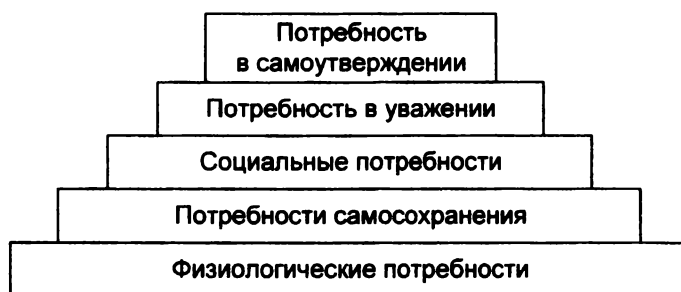 Потребность
в самоутверждении
Потребность в уважении
Социальные потребности
Потребности самосохранения
Физиологические потребности